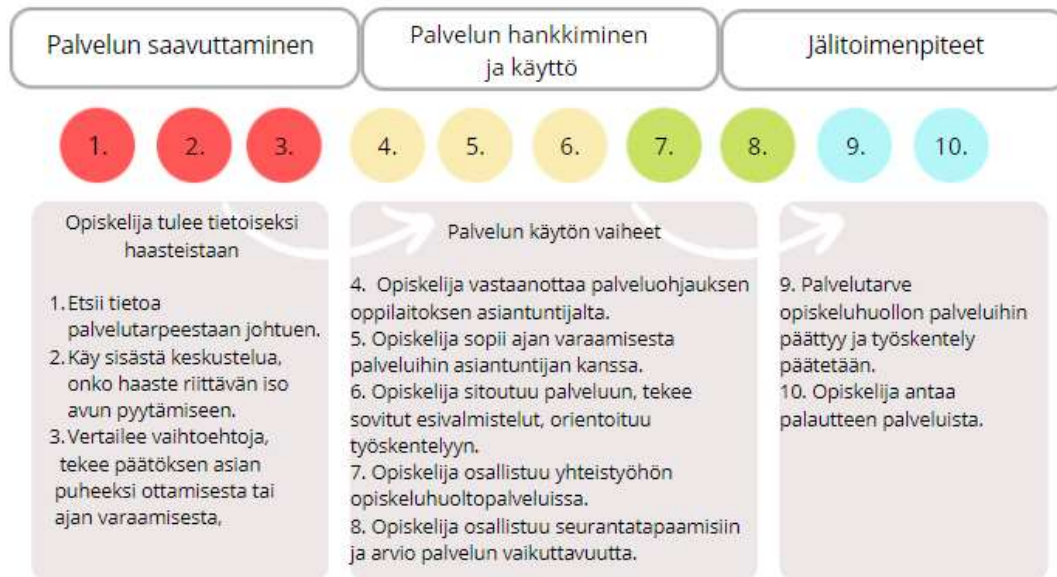 Palvelun saavuttaminen
Palvelun hankkiminen
ja käyttö
Jälitoimenpiteet
1.
2.
3.
4.
5.
6.
7.
8.
9.
10.
Opiskelija tulee tietoiseksi
haasteistaan
1. Etsii tietoa
palvelutarpeestaan johtuen.
2. Käy sisästä keskustelua,
onko haaste riittävän iso
avun pyytämiseen.
3. Vertailee vaihtoehtoja,
tekee päätöksen asian
puheeksi ottamisesta tai
ajan varaamisesta,
Palvelun käytön vaiheet
4. Opiskelija vastaanottaa palveluohjauksen
oppilaitoksen asiantuntijalta.
5. Opiskelija sopii ajan varaamisesta
palveluihin asiantuntijan kanssa.
6. Opiskelija sitoutuu palveluun, tekee
sovitut esivalmistelut, orientoituu
työskentelyyn.
7. Opiskelija osallistuu yhteistyöhön
opiskeluhuoltopalveluissa.
8. Opiskelija osallistuu seurantatapaamisiin
ja arvio palvelun vaikuttavuutta.
9. Palvelutarve
opiskeluhuollon palveluihin
päättyy ja työskentely
päätetään.
10. Opiskelija antaa
palautteen palveluista.